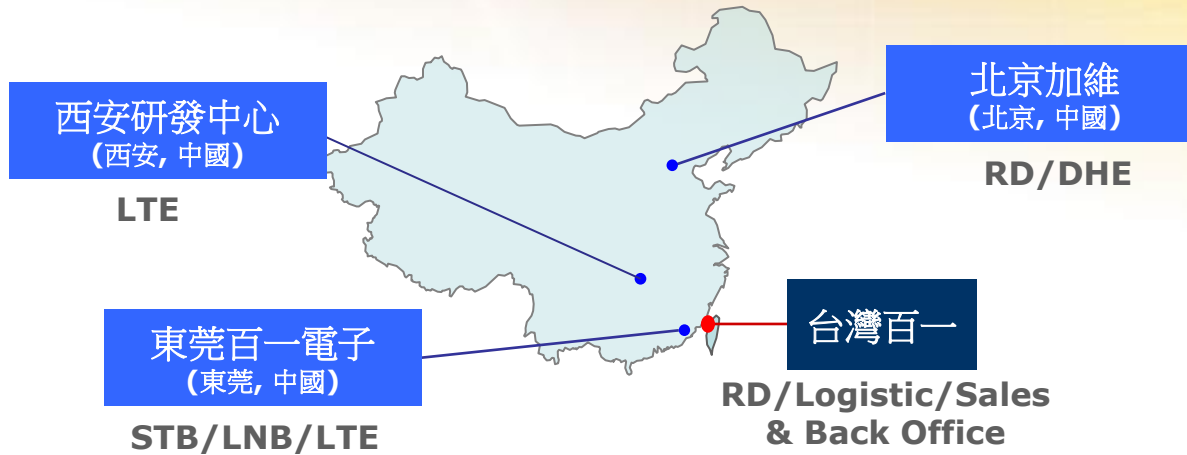 西安研發中心
(西安, 中國)
LTE
北京加維
(北京, 中國)
RD/DHE
東莞百一電子
(東莞, 中國)
STB/LNB/LTE
台灣百一
RD/Logistic/Sales
& Back Office